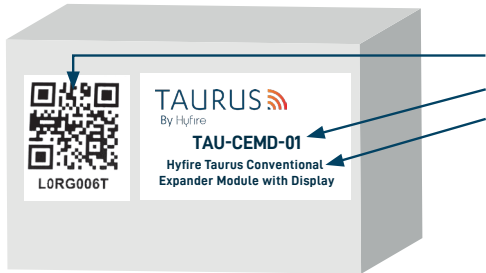 L0RG006T
TAURUS
By Hyfire
TAU-CEMD-01
Hyfire Taurus Conventional
Expander Module with Display